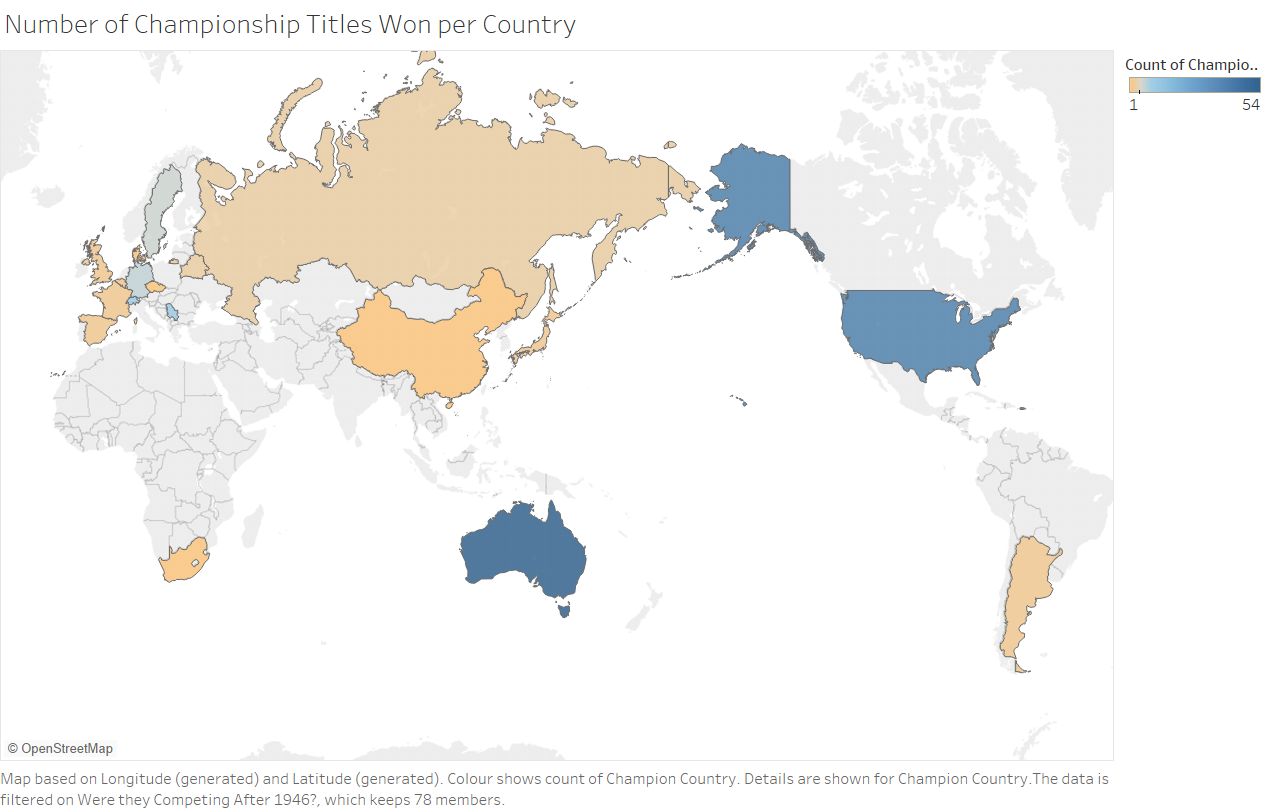 Number of Championship Titles Won per Country
Count of Champio..
1 54
© OpenStreetMap
Map based on Longitude (generated) and Latitude (generated). Colour shows count of Champion Country. Details are shown for Champion Country.The data is
filtered on Were they Competing After 1946?, which keeps 78 members.